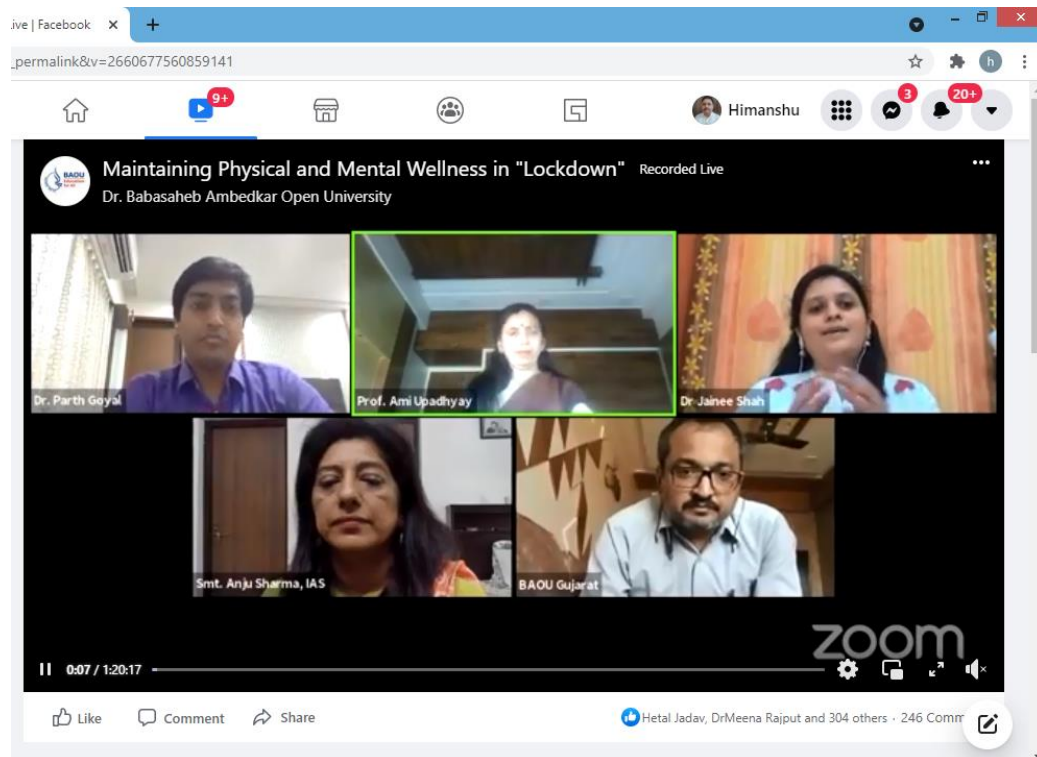 ive | Facebook
_permalink&v=2660677560859141
9+
Himanshu
3
20+
h
BAOU
Maintaining Physical and Mental Wellness in "Lockdown" Recorded Live
Dr. Babasaheb Ambedkar Open University
Dr. Parth Goyal
Prof. Ami Upadhyay
Dr Jainee Shah
Smt. Anju Sharma, IAS
BAOU Gujarat
zoom
0:07 / 1:20:17
Like
Comment
Share
Hetal Jadav, DrMeena Rajput and 304 others · 246 Comm